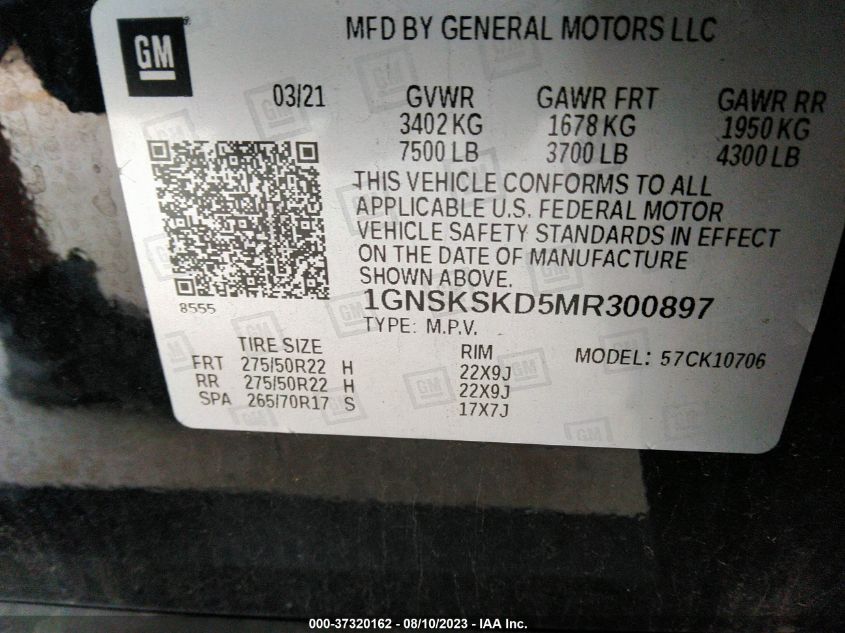 GM
MFD BY GENERAL MOTORS LLC
03/21 GVWR GAWR FRT GAWR RR
3402 KG 1678 KG 1950 KG
7500 LB 3700 LB 4300 LB
THIS VEHICLE CONFORMS TO ALL
APPLICABLE U.S. FEDERAL MOTOR
VEHICLE SAFETY STANDARDS IN EFFECT
ON THE DATE OF MANUFACTURE
SHOWN ABOVE.
8555
1GNSKSKD5MR300897
TYPE: M.P.V.
TIRE SIZE RIM MODEL: 57CK10706
FRT 275/50R22 H 22X9J
RR 275/50R22 H 22X9J
SPA 265/70R17 S 17X7J
000-37320162 - 08/10/2023 - IAA Inc.